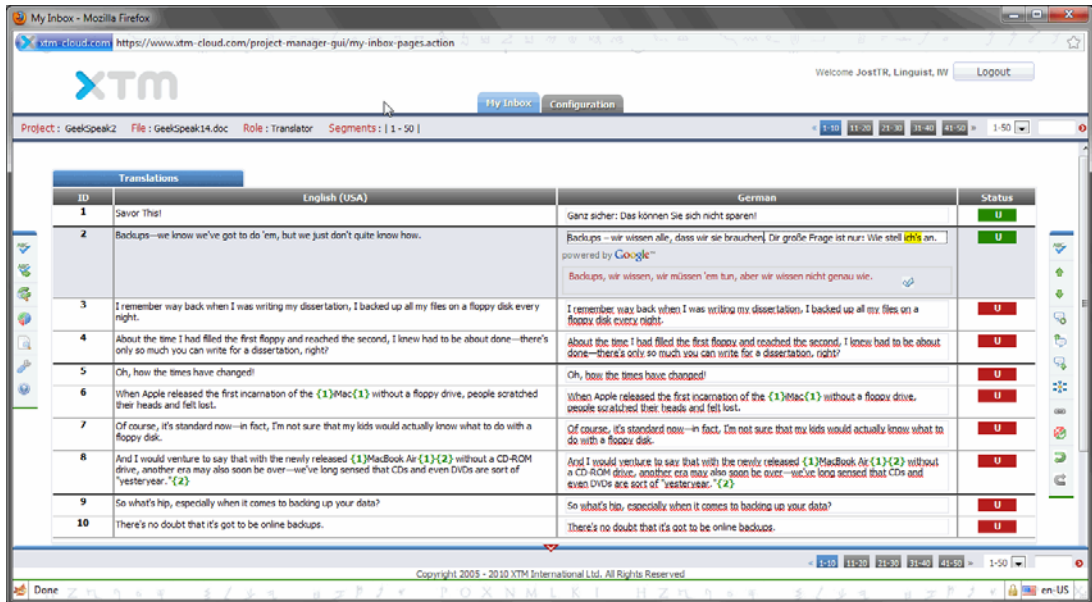 My Inbox - Mozilla Firefox
xtm-cloud.com https://www.xtm-cloud.com/project-manager-gui/my-inbox-pages.action
XTM
Welcome JostTR, Linguist, IW Logout
My Inbox Configuration
Project : GeekSpeak2 File : GeekSpeak14.doc Role : Translator Segments : | 1 - 50 |
« 1-10 11-20 21-30 31-40 41-50 » 1-50
Translations
ID English (USA) German Status
1 Savor This! Ganz sicher: Das können Sie sich nicht sparen! U
2 Backups—we know we've got to do 'em, but we just don't quite know how. Backups – wir wissen alle, dass wir sie brauchen. Dir große Frage ist nur: Wie stell ich's an. U
powered by Google™
Backups, wir wissen, wir müssen 'em tun, aber wir wissen nicht genau wie.
3 I remember way back when I was writing my dissertation, I backed up all my files on a floppy disk every
night.
I remember way back when I was writing my dissertation, I backed up all my files on a
floppy disk every night.
U
4 About the time I had filled the first floppy and reached the second, I knew had to be about done—there's
only so much you can write for a dissertation, right?
About the time I had filled the first floppy and reached the second, I knew had to be about
done—there's only so much you can write for a dissertation, right?
U
5 Oh, how the times have changed! Oh, how the times have changed! U
6 When Apple released the first incarnation of the {1}iMac{1} without a floppy drive, people scratched
their heads and felt lost.
When Apple released the first incarnation of the {1}iMac{1} without a floppy drive,
people scratched their heads and felt lost.
U
7 Of course, it's standard now—in fact, I'm not sure that my kids would actually know what to do with a
floppy disk.
Of course, it's standard now—in fact, I'm not sure that my kids would actually know what to
do with a floppy disk.
U
8 And I would venture to say that with the newly released {1}MacBook Air{1}{2} without a CD-ROM
drive, another era may also soon be over—we've long sensed that CDs and even DVDs are sort of
"yesteryear."{2}
And I would venture to say that with the newly released {1}MacBook Air{1}{2} without
a CD-ROM drive, another era may also soon be over—we've long sensed that CDs and
even DVDs are sort of "yesteryear."{2}
U
9 So what's hip, especially when it comes to backing up your data? So what's hip, especially when it comes to backing up your data? U
10 There's no doubt that it's got to be online backups. There's no doubt that it's got to be online backups. U
« 1-10 11-20 21-30 31-40 41-50 » 1-50
Copyright 2005 - 2010 XTM International Ltd. All Rights Reserved
Done en-US